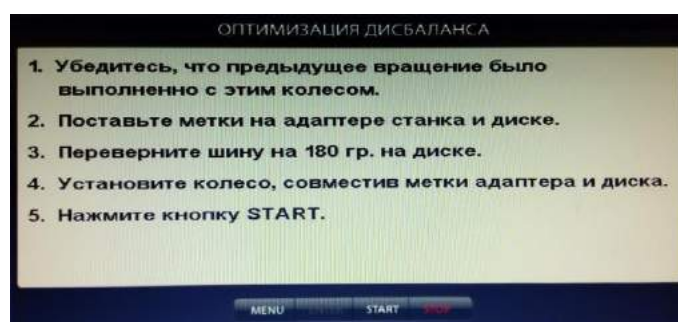 ОПТИМИЗАЦИЯ ДИСБАЛАНСА
1. Убедитесь, что предыдущее вращение было
выполненно с этим колесом.
2. Поставьте метки на адаптере станка и диске.
3. Переверните шину на 180 гр. на диске.
4. Установите колесо, совместив метки адаптера и диска.
5. Нажмите кнопку START.
MENU ENTER START STOP